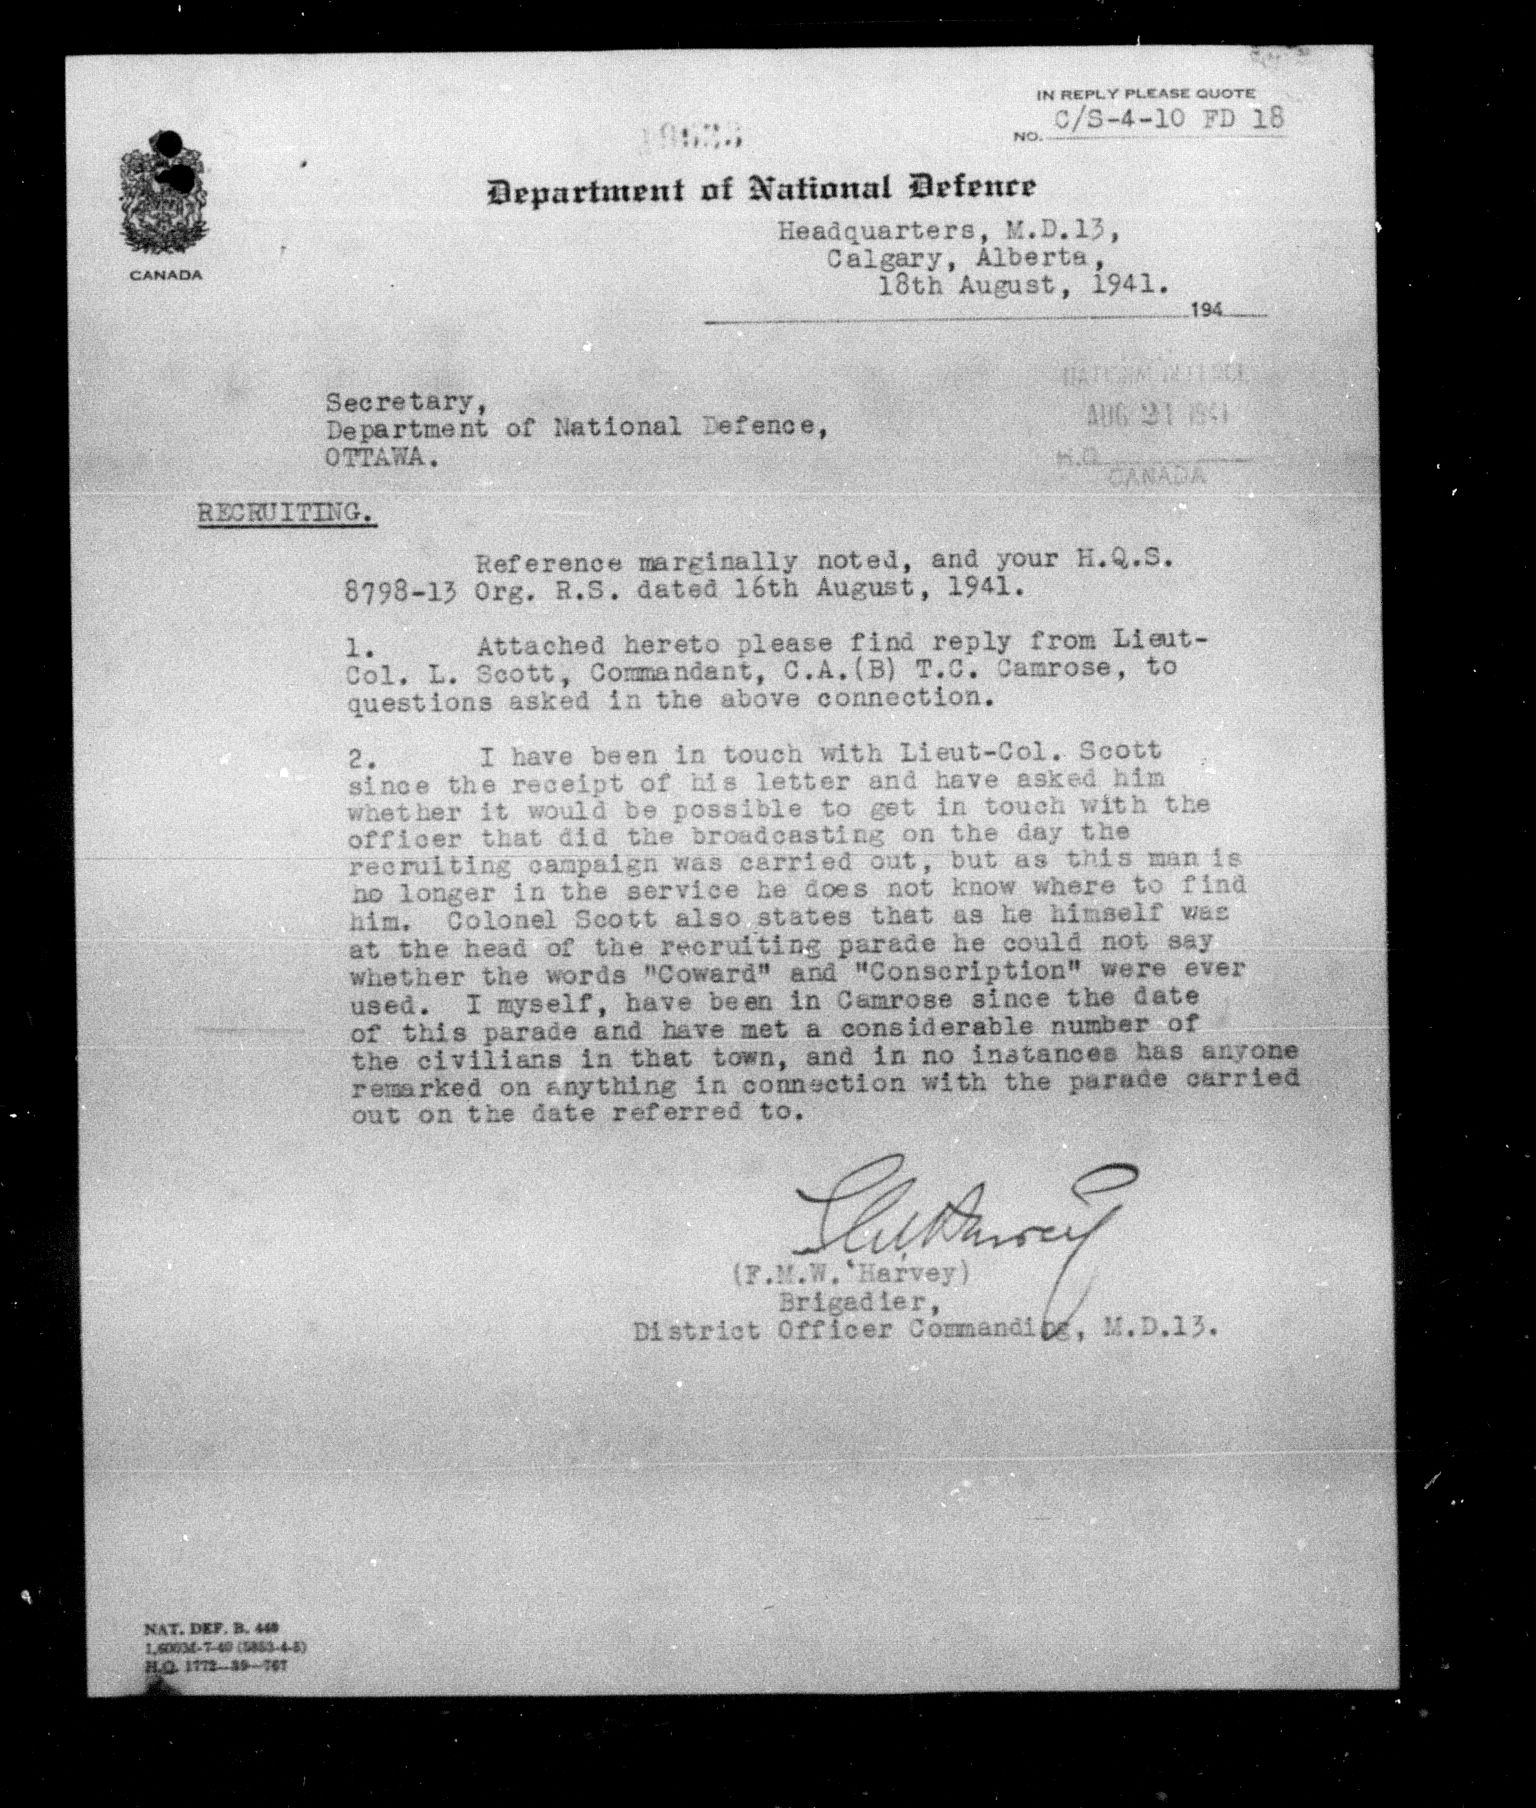 IN REPLY PLEASE QUOTE
NO. C/S-4-10 FD 18
Department of National Defence
CANADA
Headquarters, M.D.13,
Calgary, Alberta,
18th August, 1941.
194
NATIONAL DEFENCE
AUG 21 1941
H.Q.
CANADA
Secretary,
Department of National Defence,
OTTAWA.
RECRUITING.
Reference marginally noted, and your H.Q.S.
8798-13 Org. R.S. dated 16th August, 1941.
1. Attached hereto please find reply from Lieut-
Col. L. Scott, Commandant, C.A.(B) T.C. Camrose, to
questions asked in the above connection.
2. I have been in touch with Lieut-Col. Scott
since the receipt of his letter and have asked him
whether it would be possible to get in touch with the
officer that did the broadcasting on the day the
recruiting campaign was carried out, but as this man is
no longer in the service he does not know where to find
him. Colonel Scott also states that as he himself was
at the head of the recruiting parade he could not say
whether the words "Coward" and "Conscription" were ever
used. I myself, have been in Camrose since the date
of this parade and have met a considerable number of
the civilians in that town, and in no instances has anyone
remarked on anything in connection with the parade carried
out on the date referred to.
(F.M.W. Harvey)
Brigadier,
District Officer Commanding, M.D.13.
NAT. DEF. B. 448
H.Q. 1772-39-767